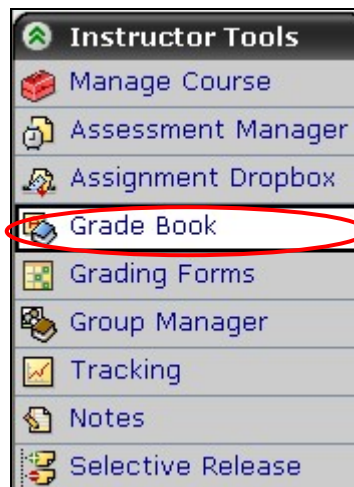 Instructor Tools
Manage Course
Assessment Manager
Assignment Dropbox
Grade Book
Grading Forms
Group Manager
Tracking
Notes
Selective Release